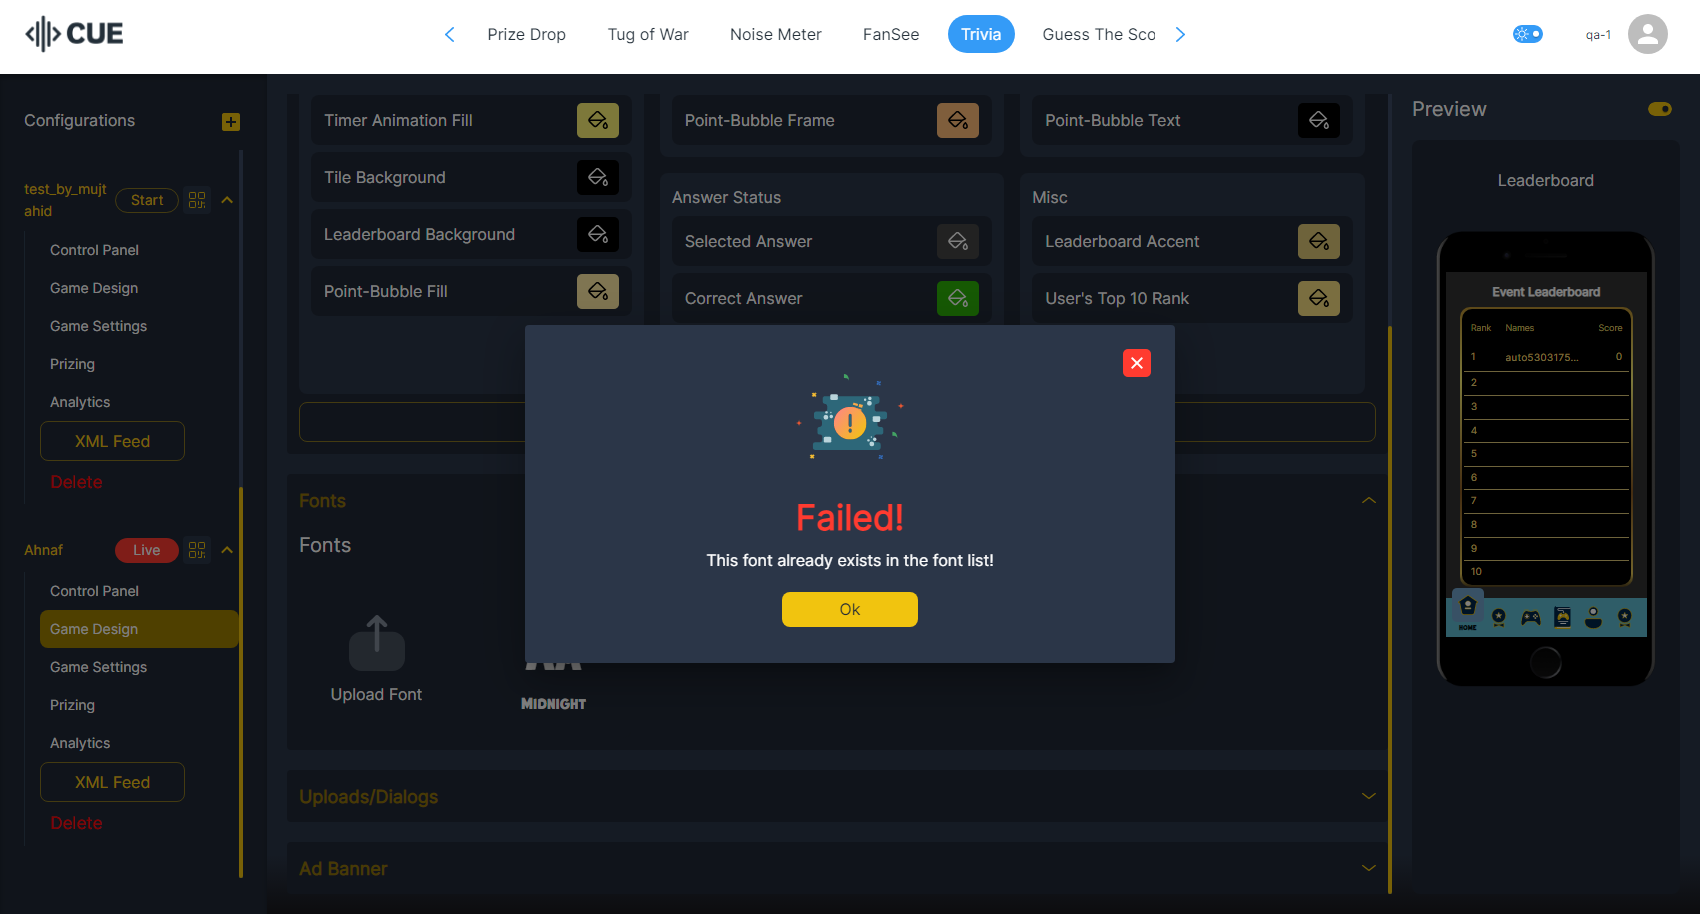 CUE
Prize Drop
Tug of War
Noise Meter
FanSee
Trivia
Guess The Sco
qa-1
Configurations
test_by_mujt
ahid
Start
Control Panel
Game Design
Game Settings
Prizing
Analytics
XML Feed
Delete
Ahnaf
Live
Control Panel
Game Design
Game Settings
Prizing
Analytics
XML Feed
Delete
Timer Animation Fill
Tile Background
Leaderboard Background
Point-Bubble Fill
Point-Bubble Frame
Answer Status
Selected Answer
Correct Answer
Point-Bubble Text
Misc
Leaderboard Accent
User's Top 10 Rank
Failed!
This font already exists in the font list!
Ok
Fonts
Fonts
Upload Font
MIDNIGHT
Uploads/Dialogs
Ad Banner
Preview
Leaderboard
Event Leaderboard
Rank Names Score
1 auto5303175... 0
2
3
4
5
6
7
8
9
10
HOME